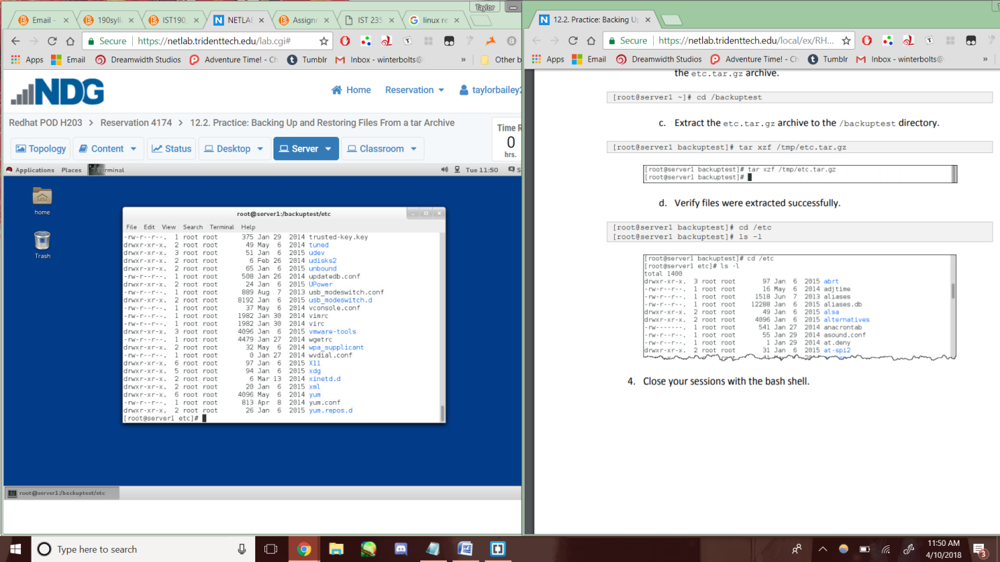 Taylor
Email -
190syll
IST190
NETLA
Assign
IST 235
linux re
Secure https://netlab.tridenttech.edu/lab.cgi#
Apps Email Dreamwidth Studios Adventure Time! - Ch Tumblr Inbox - winterbolts@ » Other b
NDG
Home Reservation taylorbailey2
Redhat POD H203 > Reservation 4174 > 12.2. Practice: Backing Up and Restoring Files From a tar Archive
Time R
0
hrs.
Topology Content Status Desktop Server Classroom
Applications Places Terminal Tue 11:50 S
home
Trash
root@server1:/backuptest/etc
File Edit View Search Terminal Help
-rw-r--r--. 1 root root 375 Jan 29 2014 trusted-key.key
drwxr-xr-x. 2 root root 49 May 6 2014 tuned
drwxr-xr-x. 3 root root 51 Jan 6 2015 udev
drwxr-xr-x. 2 root root 6 Feb 26 2014 udisks2
drwxr-xr-x. 2 root root 65 Jan 6 2015 unbound
-rw-r--r--. 1 root root 508 Jan 26 2014 updatedb.conf
drwxr-xr-x. 2 root root 24 Jan 6 2015 UPower
-rw-r--r--. 1 root root 889 Aug 7 2013 usb_modeswitch.conf
drwxr-xr-x. 2 root root 8192 Jan 6 2015 usb_modeswitch.d
-rw-r--r--. 1 root root 37 May 6 2014 vconsole.conf
-rw-r--r--. 1 root root 1982 Jan 30 2014 vimrc
-rw-r--r--. 1 root root 1982 Jan 30 2014 virc
drwxr-xr-x. 3 root root 4096 Jan 6 2015 vmware-tools
-rw-r--r--. 1 root root 4479 Jan 27 2014 wgetrc
drwxr-xr-x. 2 root root 32 May 6 2014 wpa_supplicant
-rw-r--r--. 1 root root 0 Jan 27 2014 wvdial.conf
drwxr-xr-x. 6 root root 97 Jan 6 2015 X11
drwxr-xr-x. 5 root root 94 Jan 6 2015 xdg
drwxr-xr-x. 2 root root 6 Mar 13 2014 xinetd.d
drwxr-xr-x. 2 root root 20 Jan 6 2015 xml
drwxr-xr-x. 6 root root 4096 May 6 2014 yum
-rw-r--r--. 1 root root 813 Apr 8 2014 yum.conf
drwxr-xr-x. 2 root root 26 Jan 6 2015 yum.repos.d
[root@server1 etc]#
root@server1:/backuptest/etc
12.2. Practice: Backing Up
Secure https://netlab.tridenttech.edu/local/ex/RH...
Apps Email Dreamwidth Studios Adventure Time! - Ch Tumblr Inbox - winterbolts@ »
the etc.tar.gz archive.
[root@server1 ~]# cd /backuptest
c. Extract the etc.tar.gz archive to the /backuptest directory.
[root@server1 backuptest]# tar xzf /tmp/etc.tar.gz
[root@server1 backuptest]# tar xzf /tmp/etc.tar.gz
[root@server1 backuptest]#
d. Verify files were extracted successfully.
[root@server1 backuptest]# cd /etc
[root@server1 backuptest]# ls -l
[root@server1 backuptest]# cd /etc
[root@server1 etc]# ls -l
total 1400
drwxr-xr-x. 3 root root 97 Jan 6 2015 abrt
-rw-r--r--. 1 root root 16 May 6 2014 adjtime
-rw-r--r--. 1 root root 1518 Jun 7 2013 aliases
-rw-r--r--. 1 root root 12288 Jan 6 2015 aliases.db
drwxr-xr-x. 2 root root 49 Jan 6 2015 alsa
drwxr-xr-x. 2 root root 4096 Jan 6 2015 alternatives
-rw-------. 1 root root 541 Jan 27 2014 anacrontab
-rw-r--r--. 1 root root 55 Jan 29 2014 asound.conf
-rw-r--r--. 1 root root 1 Jan 29 2014 at.deny
drwxr-xr-x. 2 root root 31 Jan 6 2015 at-spi2
4. Close your sessions with the bash shell.
Type here to search
11:50 AM
4/10/2018
3